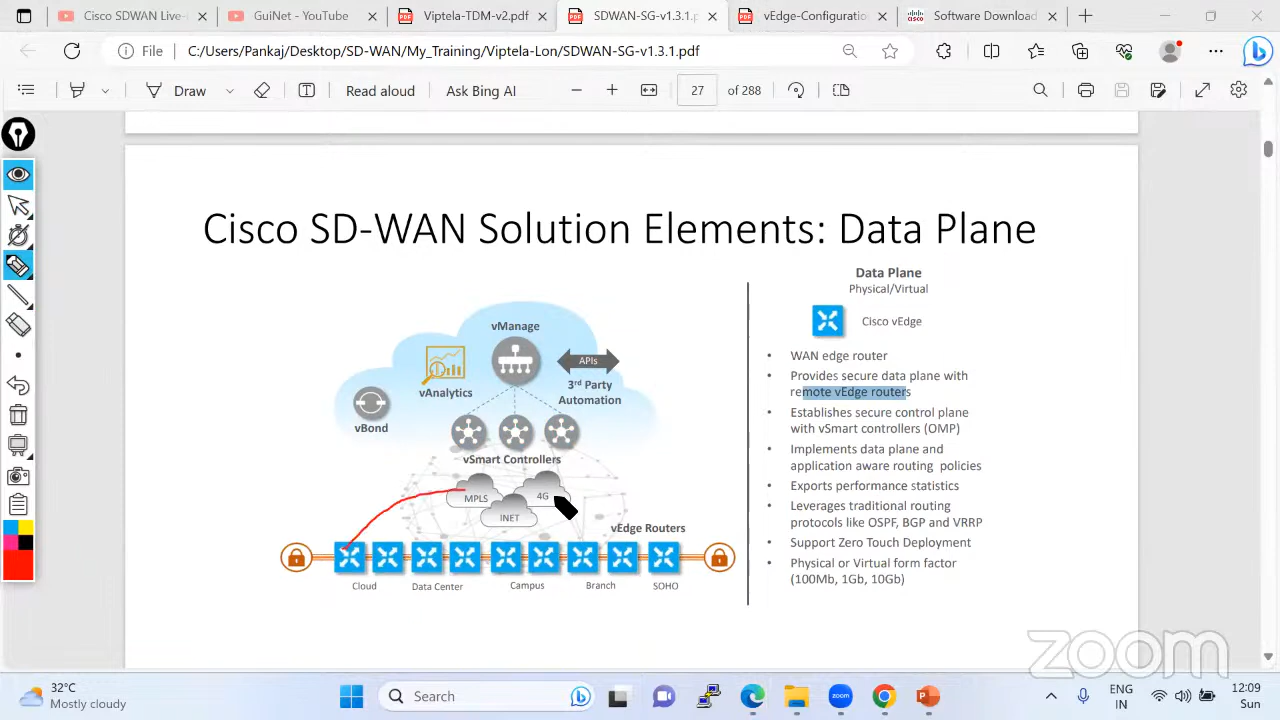 Cisco SDWAN Live-
GuiNet - YouTube
Viptela-TDM-v2.pdf
SDWAN-SG-v1.3.1.p
vEdge-Configuratio
Software Download
File
C:/Users/Pankaj/Desktop/SD-WAN/My_Training/Viptela-Lon/SDWAN-SG-v1.3.1.pdf
Draw
Read aloud
Ask Bing AI
27
of 288
Cisco SD-WAN Solution Elements: Data Plane
vManage
APIs
3rd Party
Automation
vAnalytics
vBond
vSmart Controllers
MPLS
4G
INET
vEdge Routers
Cloud
Data Center
Campus
Branch
SOHO
Data Plane
Physical/Virtual
Cisco vEdge
• WAN edge router
• Provides secure data plane with
remote vEdge routers
• Establishes secure control plane
with vSmart controllers (OMP)
• Implements data plane and
application aware routing policies
• Exports performance statistics
• Leverages traditional routing
protocols like OSPF, BGP and VRRP
• Support Zero Touch Deployment
• Physical or Virtual form factor
(100Mb, 1Gb, 10Gb)
zoom
32°C
Mostly cloudy
Search
zoom
ENG
IN
12:09
Sun